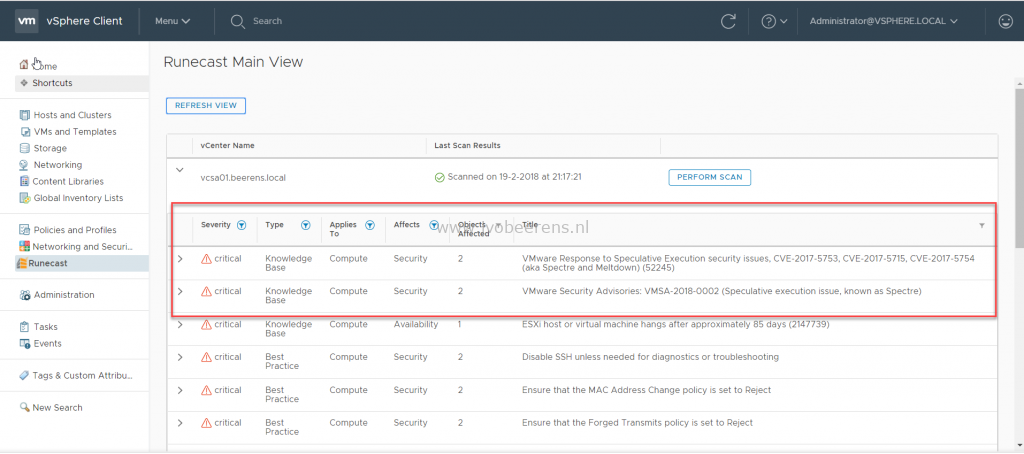 vm vSphere Client Menu Search Administrator@VSPHERE.LOCAL
Home
Shortcuts
Hosts and Clusters
VMs and Templates
Storage
Networking
Content Libraries
Global Inventory Lists
Policies and Profiles
Networking and Securi...
Runecast
Administration
Tasks
Events
Tags & Custom Attribu...
New Search
Runecast Main View
REFRESH VIEW
vCenter Name Last Scan Results
vcsa01.beerens.local Scanned on 19-2-2018 at 21:17:21 PERFORM SCAN
www.ivobeerens.nl
Severity Type Applies Affects Objects Title
To Affected
critical Knowledge Compute Security 2 VMware Response to Speculative Execution security issues, CVE-2017-5753, CVE-2017-5715, CVE-2017-5754
Base (aka Spectre and Meltdown) (52245)
critical Knowledge Compute Security 2 VMware Security Advisories: VMSA-2018-0002 (Speculative execution issue, known as Spectre)
Base
critical Knowledge Compute Availability 1 ESXi host or virtual machine hangs after approximately 85 days (2147739)
Base
critical Best Compute Security 2 Disable SSH unless needed for diagnostics or troubleshooting
Practice
critical Best Compute Security 2 Ensure that the MAC Address Change policy is set to Reject
Practice
critical Best Compute Security 2 Ensure that the Forged Transmits policy is set to Reject
Practice